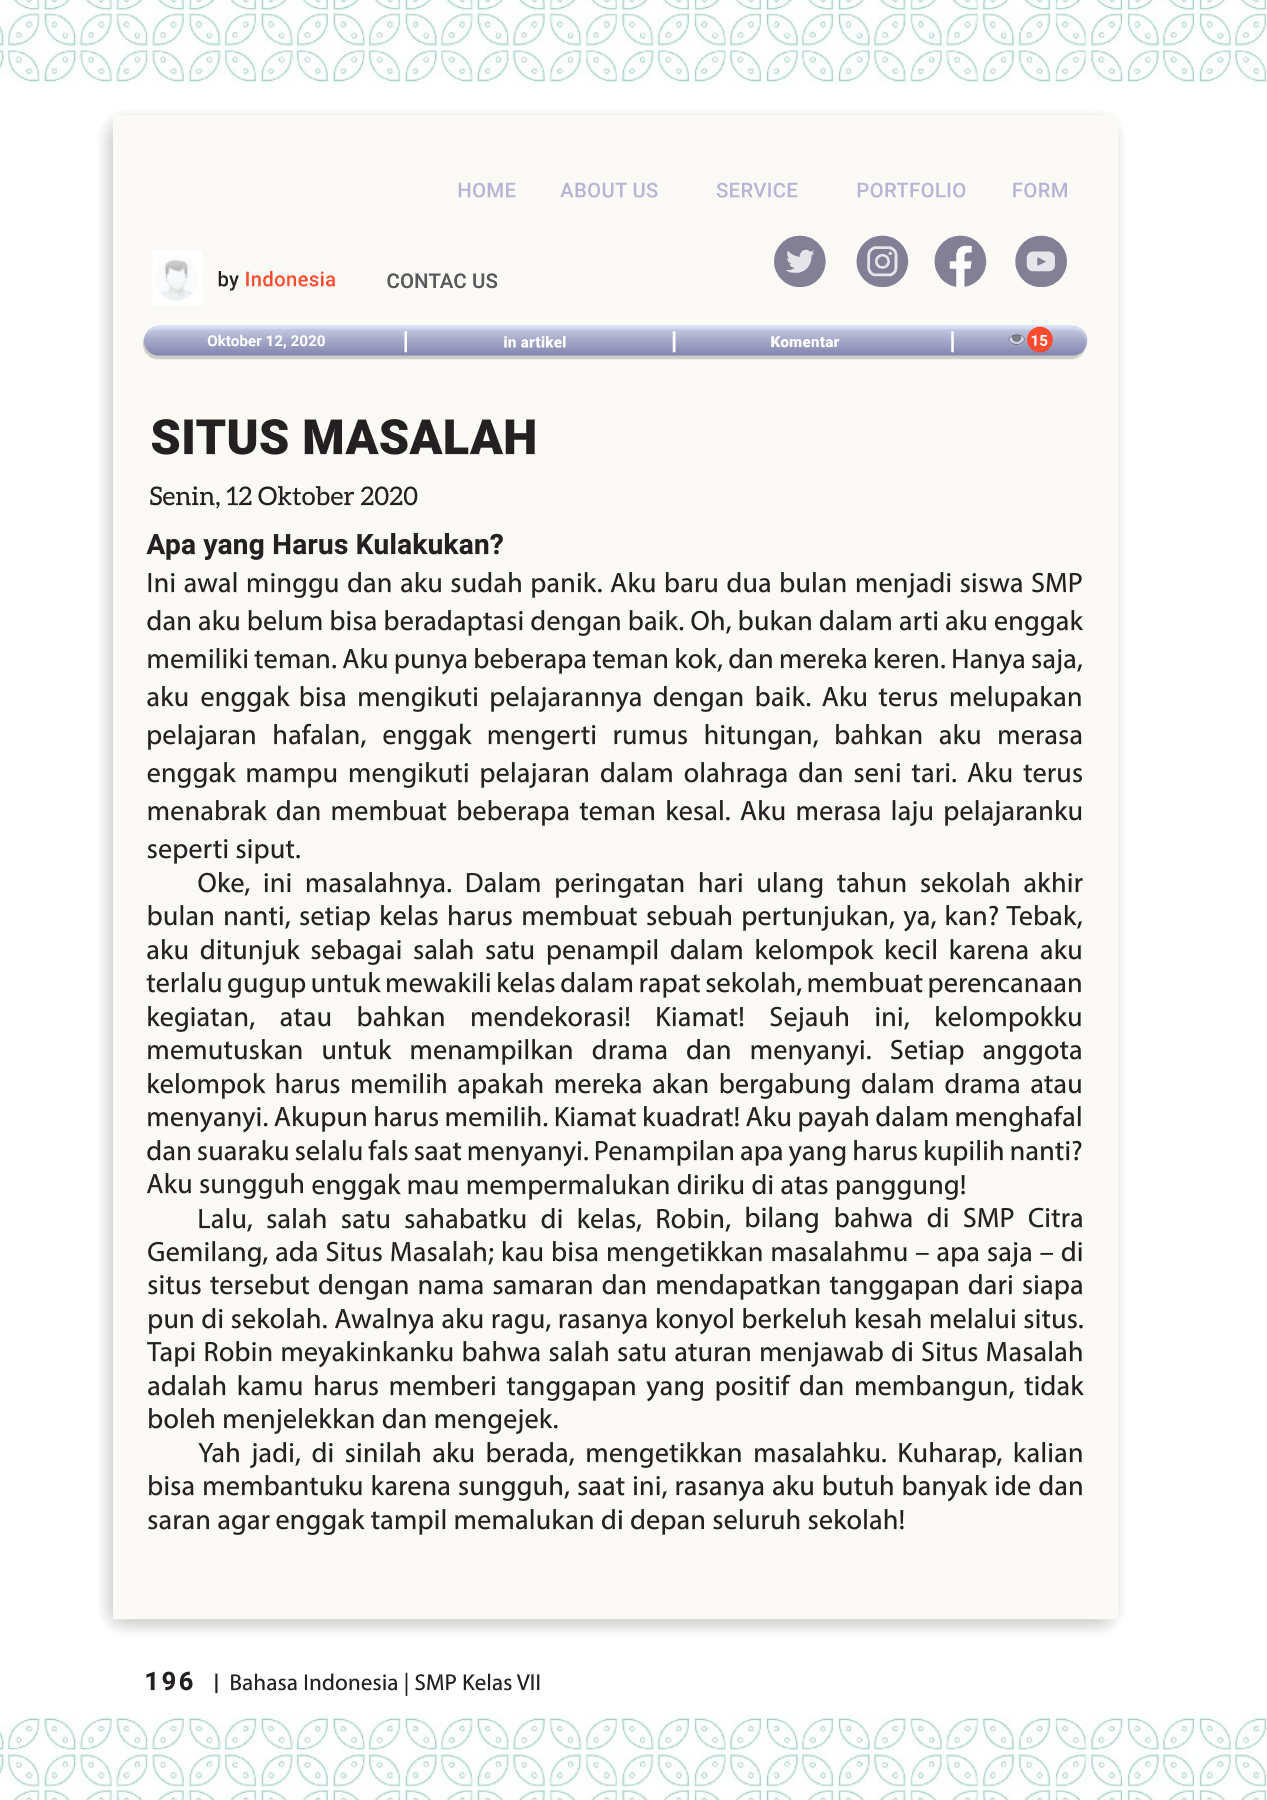 HOME ABOUT US SERVICE PORTFOLIO FORM
by Indonesia CONTAC US
Oktober 12, 2020 | in artikel | Komentar | 15
SITUS MASALAH
Senin, 12 Oktober 2020
Apa yang Harus Kulakukan?
Ini awal minggu dan aku sudah panik. Aku baru dua bulan menjadi siswa SMP
dan aku belum bisa beradaptasi dengan baik. Oh, bukan dalam arti aku enggak
memiliki teman. Aku punya beberapa teman kok, dan mereka keren. Hanya saja,
aku enggak bisa mengikuti pelajarannya dengan baik. Aku terus melupakan
pelajaran hafalan, enggak mengerti rumus hitungan, bahkan aku merasa
enggak mampu mengikuti pelajaran dalam olahraga dan seni tari. Aku terus
menabrak dan membuat beberapa teman kesal. Aku merasa laju pelajaranku
seperti siput.
Oke, ini masalahnya. Dalam peringatan hari ulang tahun sekolah akhir
bulan nanti, setiap kelas harus membuat sebuah pertunjukan, ya, kan? Tebak,
aku ditunjuk sebagai salah satu penampil dalam kelompok kecil karena aku
terlalu gugup untuk mewakili kelas dalam rapat sekolah, membuat perencanaan
kegiatan, atau bahkan mendekorasi! Kiamat! Sejauh ini, kelompokku
memutuskan untuk menampilkan drama dan menyanyi. Setiap anggota
kelompok harus memilih apakah mereka akan bergabung dalam drama atau
menyanyi. Akupun harus memilih. Kiamat kuadrat! Aku payah dalam menghafal
dan suaraku selalu fals saat menyanyi. Penampilan apa yang harus kupilih nanti?
Aku sungguh enggak mau mempermalukan diriku di atas panggung!
Lalu, salah satu sahabatku di kelas, Robin, bilang bahwa di SMP Citra
Gemilang, ada Situs Masalah; kau bisa mengetikkan masalahmu – apa saja – di
situs tersebut dengan nama samaran dan mendapatkan tanggapan dari siapa
pun di sekolah. Awalnya aku ragu, rasanya konyol berkeluh kesah melalui situs.
Tapi Robin meyakinkanku bahwa salah satu aturan menjawab di Situs Masalah
adalah kamu harus memberi tanggapan yang positif dan membangun, tidak
boleh menjelekkan dan mengejek.
Yah jadi, di sinilah aku berada, mengetikkan masalahku. Kuharap, kalian
bisa membantuku karena sungguh, saat ini, rasanya aku butuh banyak ide dan
saran agar enggak tampil memalukan di depan seluruh sekolah!
196 | Bahasa Indonesia | SMP Kelas VII